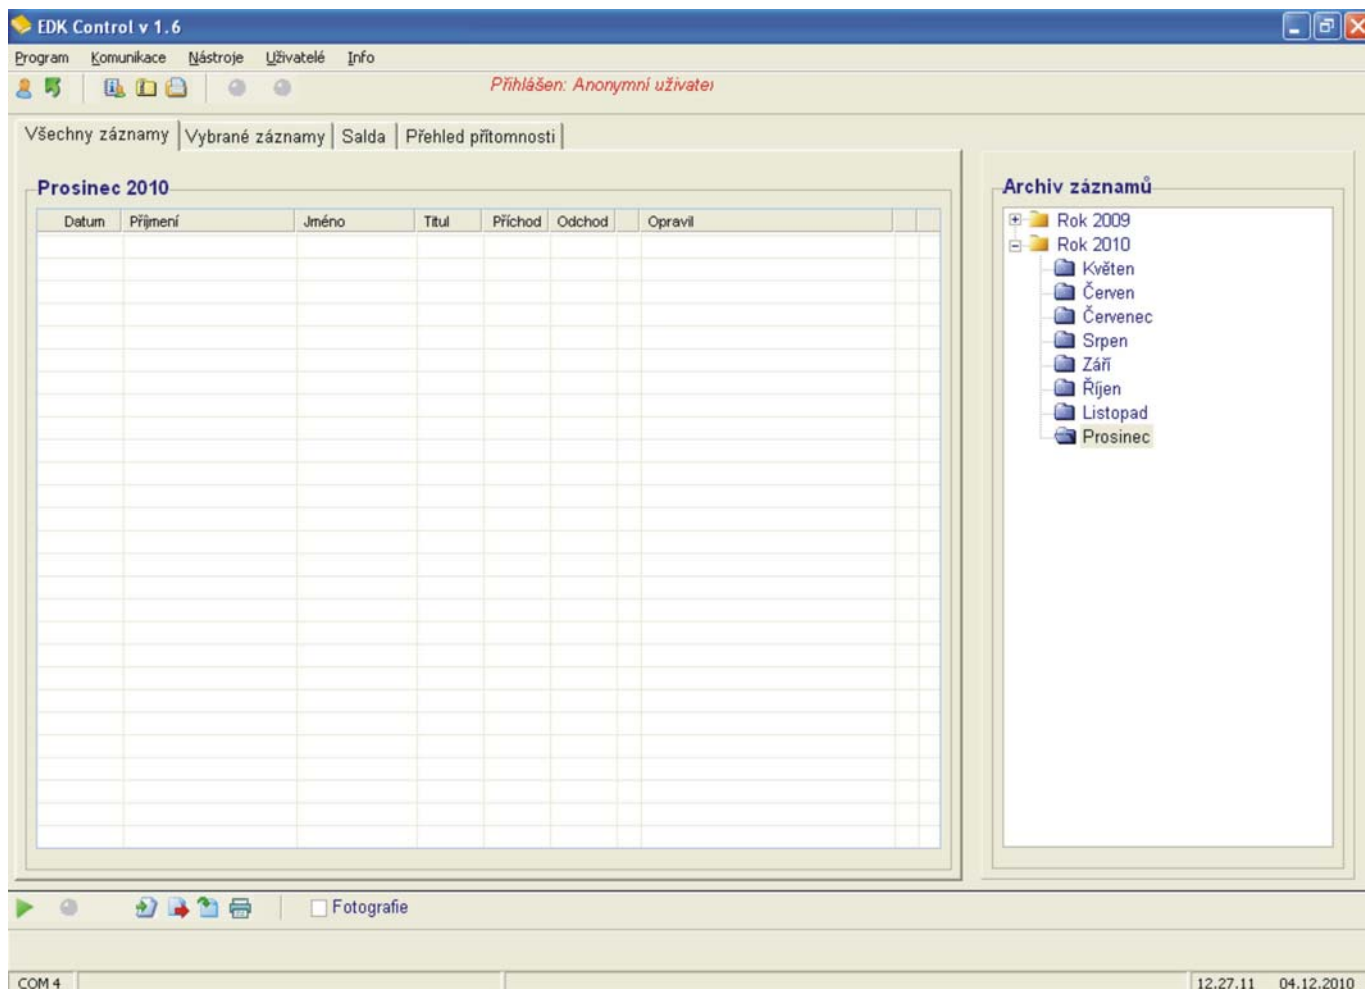 EDK Control v 1.6
Program Komunikace Nástroje Uživatelé Info
Přihlášen: Anonymní uživatel
Všechny záznamy Vybrané záznamy Salda Přehled přítomnosti
Prosinec 2010
Datum Příjmení Jméno Titul Příchod Odchod Opravil
Archiv záznamů
Rok 2009
Rok 2010
Květen
Červen
Červenec
Srpen
Září
Říjen
Listopad
Prosinec
Fotografie
COM 4 12.27.11 04.12.2010